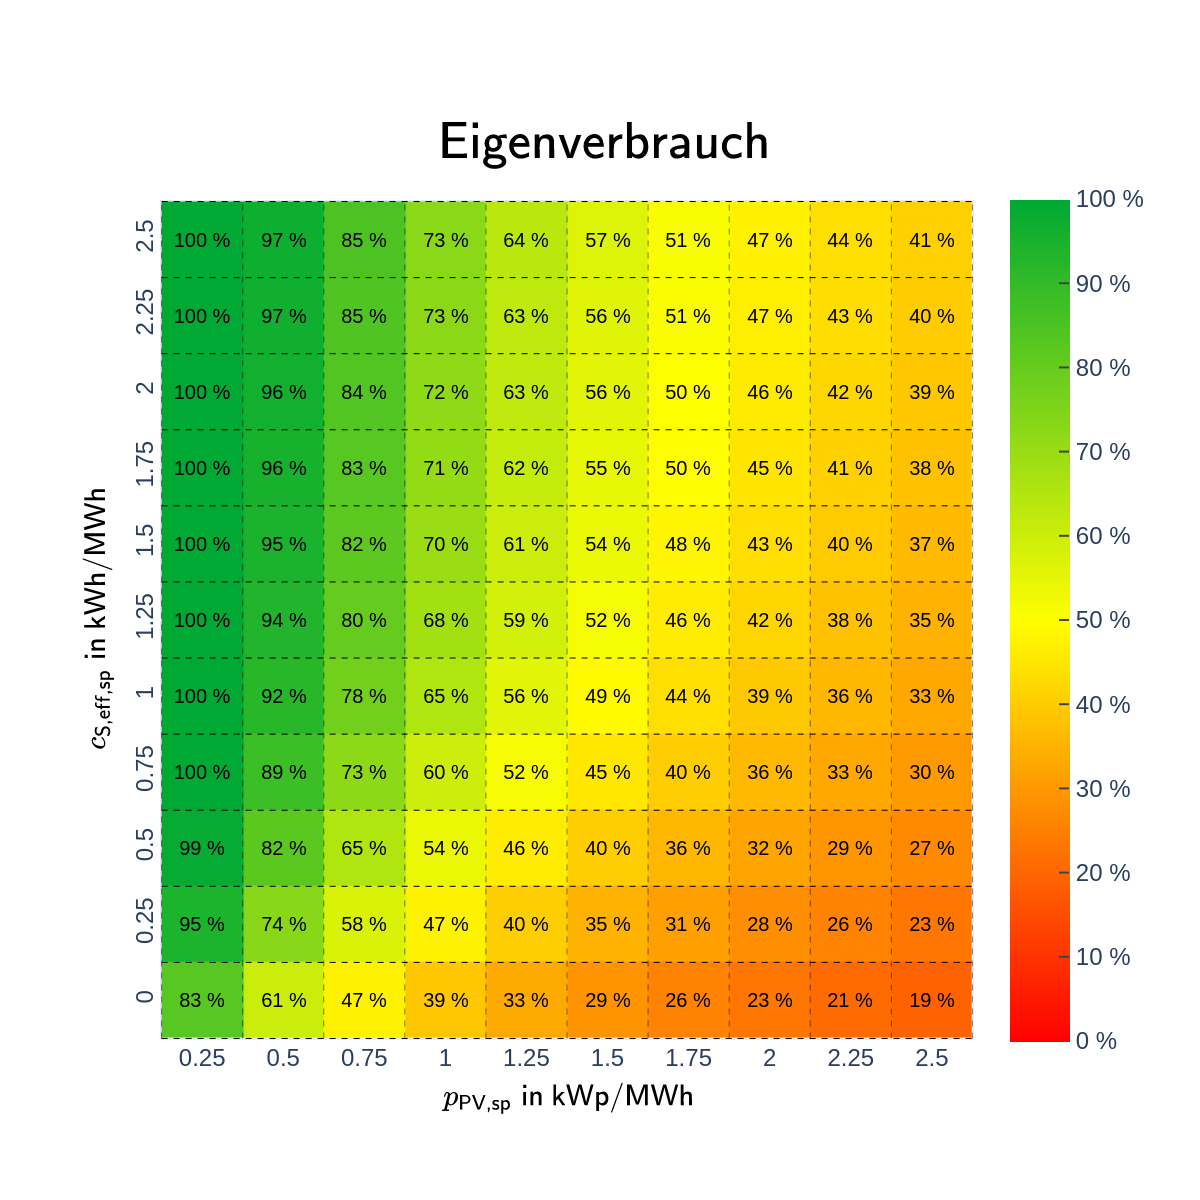 Eigenverbrauch
2.5 100 % 97 % 85 % 73 % 64 % 57 % 51 % 47 % 44 % 41 %
2.25 100 % 97 % 85 % 73 % 63 % 56 % 51 % 47 % 43 % 40 %
2 100 % 96 % 84 % 72 % 63 % 56 % 50 % 46 % 42 % 39 %
1.75 100 % 96 % 83 % 71 % 62 % 55 % 50 % 45 % 41 % 38 %
1.5 100 % 95 % 82 % 70 % 61 % 54 % 48 % 43 % 40 % 37 %
1.25 100 % 94 % 80 % 68 % 59 % 52 % 46 % 42 % 38 % 35 %
1 100 % 92 % 78 % 65 % 56 % 49 % 44 % 39 % 36 % 33 %
0.75 100 % 89 % 73 % 60 % 52 % 45 % 40 % 36 % 33 % 30 %
0.5 99 % 82 % 65 % 54 % 46 % 40 % 36 % 32 % 29 % 27 %
0.25 95 % 74 % 58 % 47 % 40 % 35 % 31 % 28 % 26 % 23 %
0 83 % 61 % 47 % 39 % 33 % 29 % 26 % 23 % 21 % 19 %
0.25 0.5 0.75 1 1.25 1.5 1.75 2 2.25 2.5
p PV,sp in kWp/MWh
c S,eff,sp in kWh/MWh
100 %
90 %
80 %
70 %
60 %
50 %
40 %
30 %
20 %
10 %
0 %